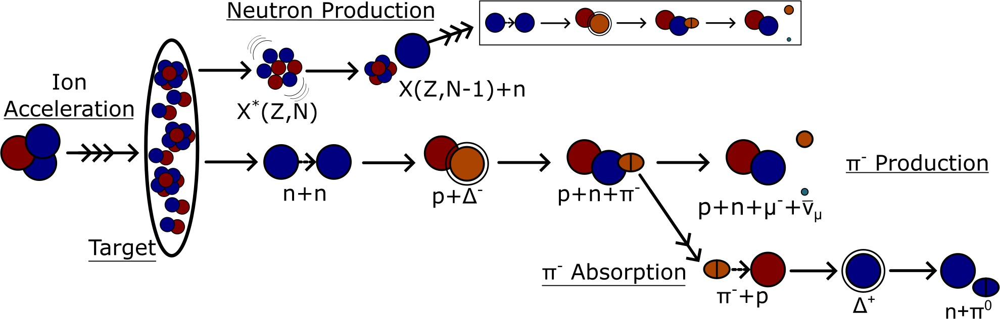 Neutron Production
Ion
Acceleration
X*(Z,N)
X(Z,N-1)+n
n+n
p+Δ⁻
p+n+π⁻
p+n+μ⁻+ν̅μ
π⁻ Production
Target
π⁻ Absorption
π⁻+p
Δ⁺
n+π⁰